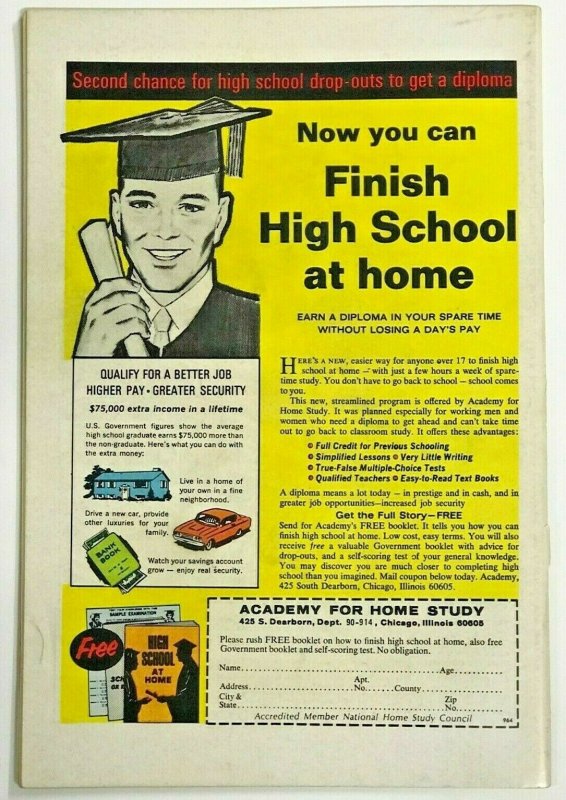 Second chance for high school drop-outs to get a diploma
Now you can
Finish
High School
at home
EARN A DIPLOMA IN YOUR SPARE TIME
WITHOUT LOSING A DAY'S PAY
QUALIFY FOR A BETTER JOB
HIGHER PAY • GREATER SECURITY
$75,000 extra income in a lifetime
U.S. Government figures show the average
high school graduate earns $75,000 more than
the non-graduate. Here's what you can do with
the extra money:
Live in a home of
your own in a fine
neighborhood.
Drive a new car, provide
other luxuries for your
family.
BANK
BOOK
Watch your savings account
grow — enjoy real security.
HERE'S A NEW, easier way for anyone over 17 to finish high
school at home — with just a few hours a week of spare-
time study. You don't have to go back to school — school comes
to you.
This new, streamlined program is offered by Academy for
Home Study. It was planned especially for working men and
women who need a diploma to get ahead and can't take time
out to go back to classroom study. It offers these advantages:
Full Credit for Previous Schooling
Simplified Lessons Very Little Writing
True-False Multiple-Choice Tests
Qualified Teachers Easy-to-Read Text Books
A diploma means a lot today — in prestige and in cash, and in
greater job opportunities—increased job security
Get the Full Story—FREE
Send for Academy's FREE booklet. It tells you how you can
finish high school at home. Low cost, easy terms. You will also
receive free a valuable Government booklet with advice for
drop-outs, and a self-scoring test of your general knowledge.
You may discover you are much closer to completing high
school than you imagined. Mail coupon below today. Academy,
425 South Dearborn, Chicago, Illinois 60605.
SAMPLE EXAMINATION
Free
HIGH
SCHOOL
AT HOME
ACADEMY FOR HOME STUDY
425 S. Dearborn, Dept. 90-914, Chicago, Illinois 60605
Please rush FREE booklet on how to finish high school at home, also free
Government booklet and self-scoring test. No obligation.
Name Age
Apt.
Address No. County
City & Zip
State No.
Accredited Member National Home Study Council 964